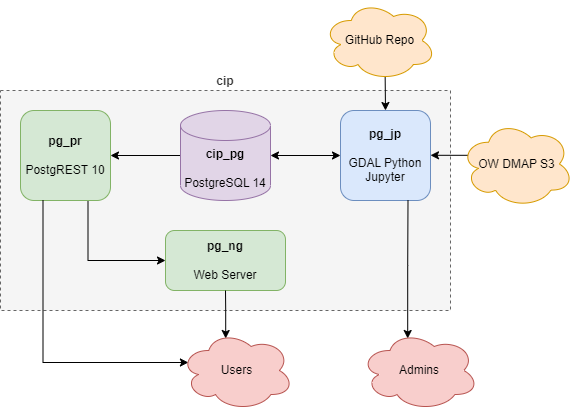 GitHub Repo
cip
pg_pr
PostgREST 10
cip_pg
PostgreSQL 14
pg_jp
GDAL Python
Jupyter
OW DMAP S3
pg_ng
Web Server
Users
Admins